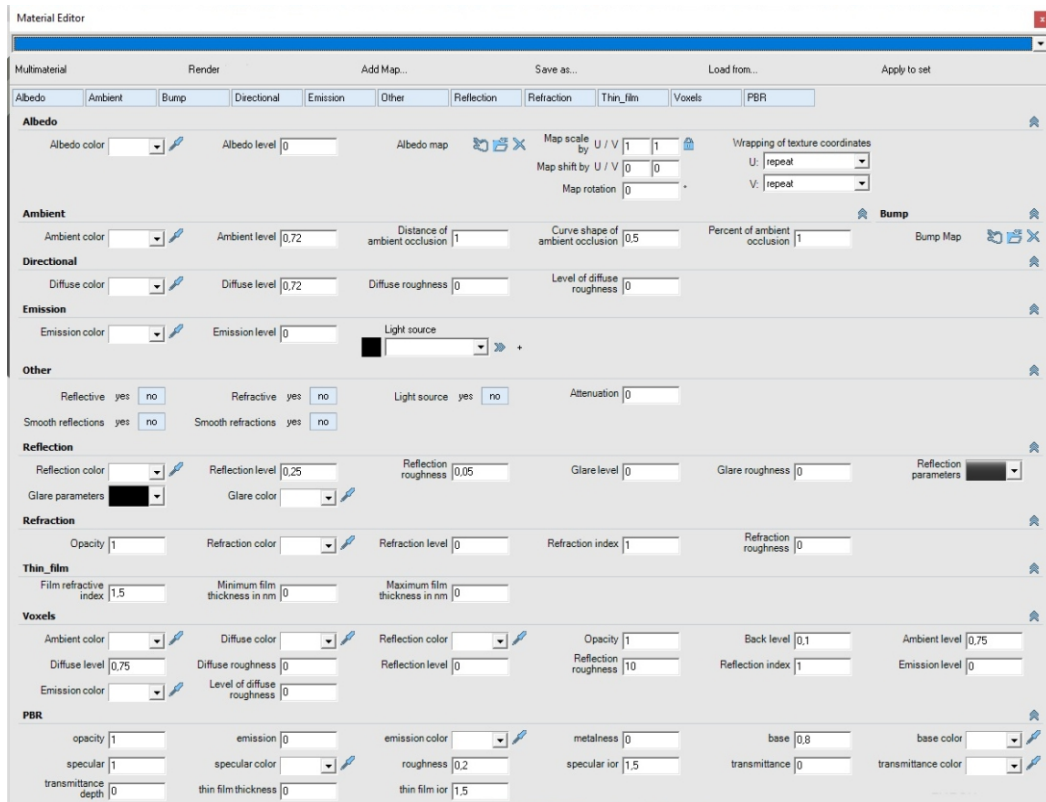 Material Editor
x
Multimaterial Render Add Map... Save as... Load from... Apply to set
Albedo Ambient Bump Directional Emission Other Reflection Refraction Thin_film Voxels PBR
Albedo
Albedo color Albedo level 0 Albedo map Map scale by U / V 1 1 Wrapping of texture coordinates
Map shift by U / V 0 0 U: repeat
Map rotation 0 ° V: repeat
Ambient Bump
Ambient color Ambient level 0,72 Distance of ambient occlusion 1 Curve shape of ambient occlusion 0,5 Percent of ambient occlusion 1 Bump Map
Directional
Diffuse color Diffuse level 0,72 Diffuse roughness 0 Level of diffuse roughness 0
Emission
Emission color Emission level 0 Light source +
Other
Reflective yes no Refractive yes no Light source yes no Attenuation 0
Smooth reflections yes no Smooth refractions yes no
Reflection
Reflection color Reflection level 0,25 Reflection roughness 0,05 Glare level 0 Glare roughness 0 Reflection parameters
Glare parameters Glare color
Refraction
Opacity 1 Refraction color Refraction level 0 Refraction index 1 Refraction roughness 0
Thin_film
Film refractive index 1,5 Minimum film thickness in nm 0 Maximum film thickness in nm 0
Voxels
Ambient color Diffuse color Reflection color Opacity 1 Back level 0,1 Ambient level 0,75
Diffuse level 0,75 Diffuse roughness 0 Reflection level 0 Reflection roughness 10 Reflection index 1 Emission level 0
Emission color Level of diffuse roughness 0
PBR
opacity 1 emission 0 emission color metalness 0 base 0,8 base color
specular 1 specular color roughness 0,2 specular ior 1,5 transmittance 0 transmittance color
transmittance depth 0 thin film thickness 0 thin film ior 1,5